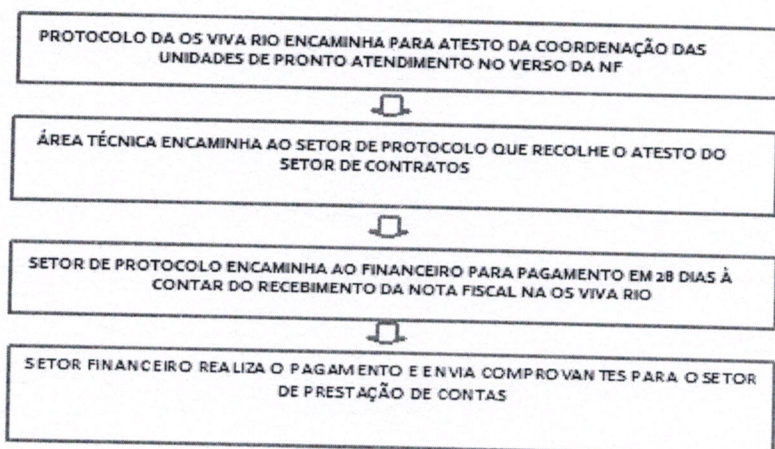 PROTOCOLO DA OS VIVA RIO ENCAMINHA PARA ATESTO DA COORDENAÇÃO DAS
UNIDADES DE PRONTO ATENDIMENTO NO VERSO DA NF
ÁREA TÉCNICA ENCAMINHA AO SETOR DE PROTOCOLO QUE RECOLHE O ATESTO DO
SETOR DE CONTRATOS
SETOR DE PROTOCOLO ENCAMINHA AO FINANCEIRO PARA PAGAMENTO EM 28 DIAS À
CONTAR DO RECEBIMENTO DA NOTA FISCAL NA OS VIVA RIO
SETOR FINANCEIRO REALIZA O PAGAMENTO E ENVIA COMPROVANTES PARA O SETOR
DE PRESTAÇÃO DE CONTAS